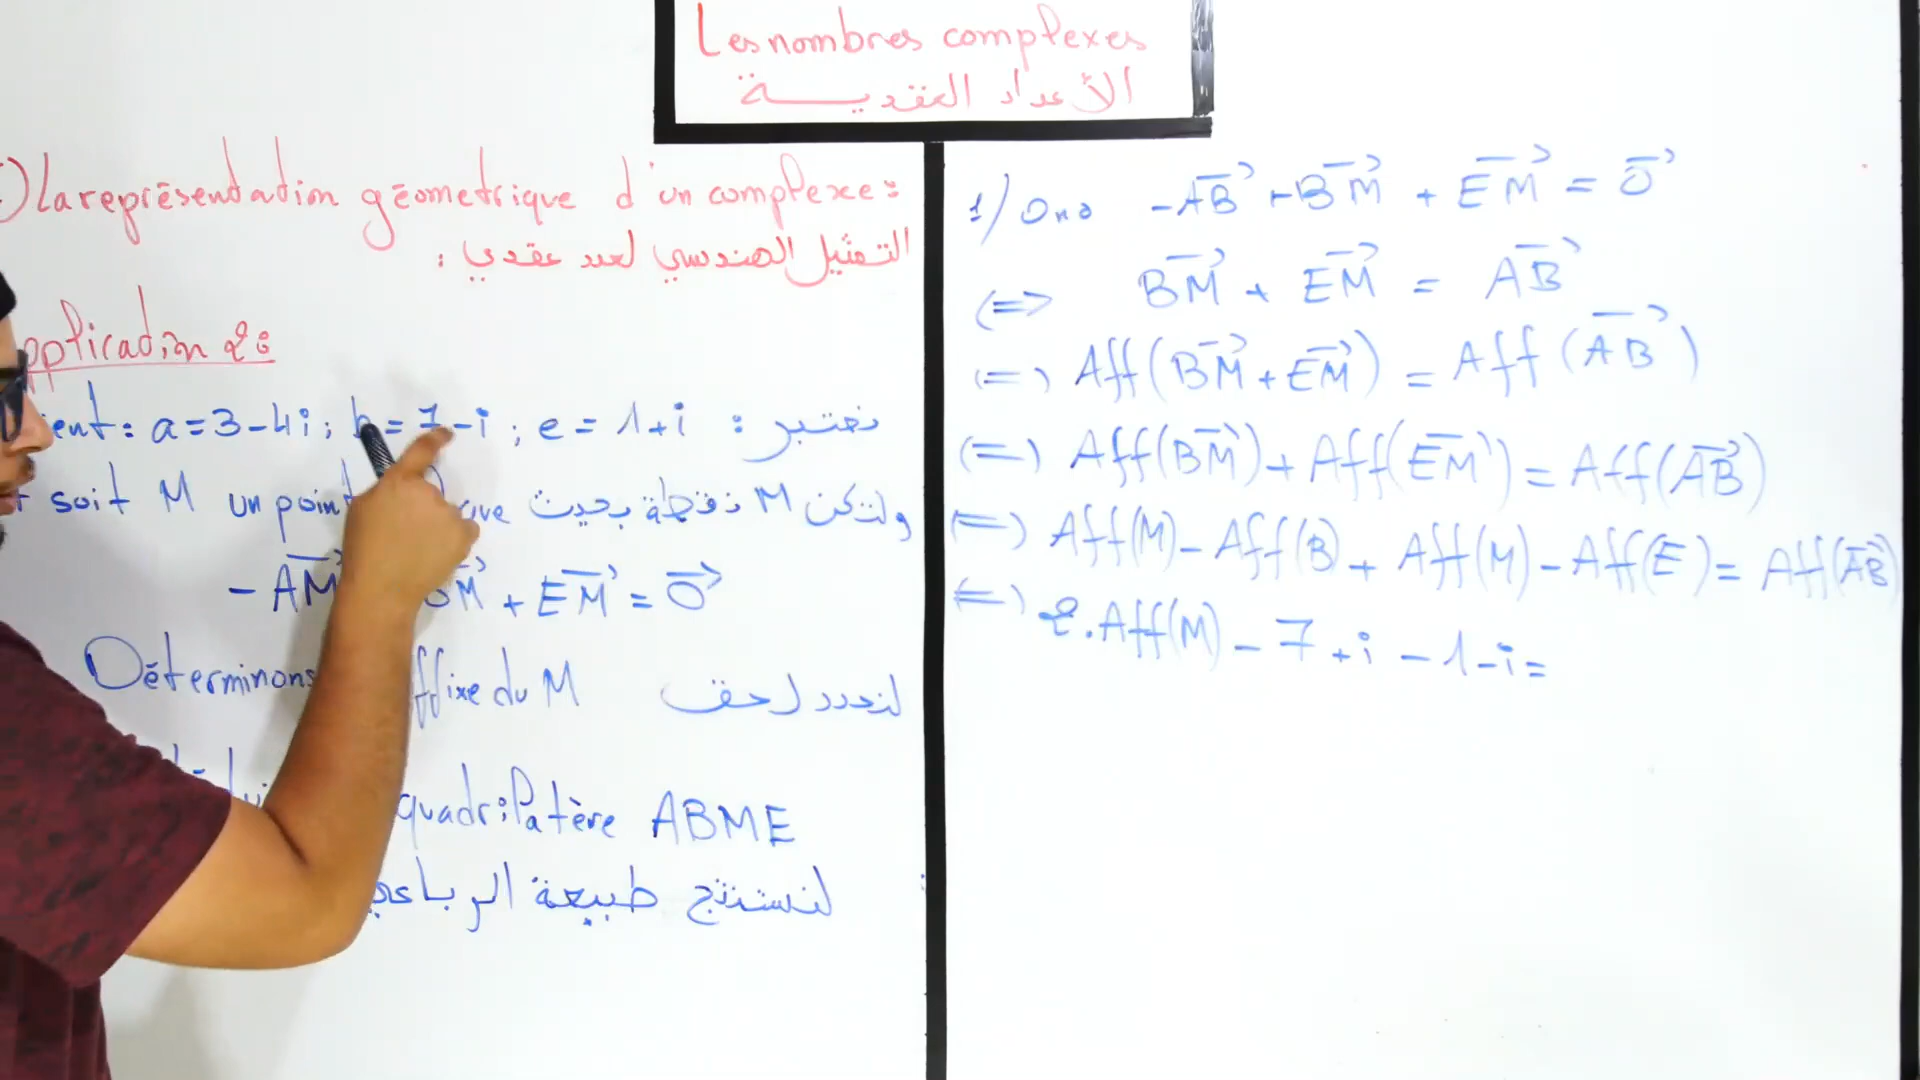 Les nombres complexes
الأعداد العقدية
) la représentation géometrique d'un complexe :
التمثيل الهندسي لعدد عقدي :
pplication 2 :
ent : a = 3 - 4i ; b = 7 - i ; e = 1 + i نعتبر :
soit M un point ولتكن M نقطة بحيث
- AM⃗ M⃗ + EM⃗ = 0⃗
Déterminons ffixe du M لنحدد لحق
quadrilatère ABME
لنستنتج طبيعة الرباعي
1/ On a -AB⃗ + BM⃗ + EM⃗ = 0⃗
<=> BM⃗ + EM⃗ = AB⃗
<=> Aff(BM⃗ + EM⃗) = Aff(AB⃗)
<=> Aff(BM⃗) + Aff(EM⃗) = Aff(AB⃗)
<=> Aff(M) - Aff(B) + Aff(M) - Aff(E) = Aff(AB⃗)
<=> 2.Aff(M) - 7 + i - 1 - i =